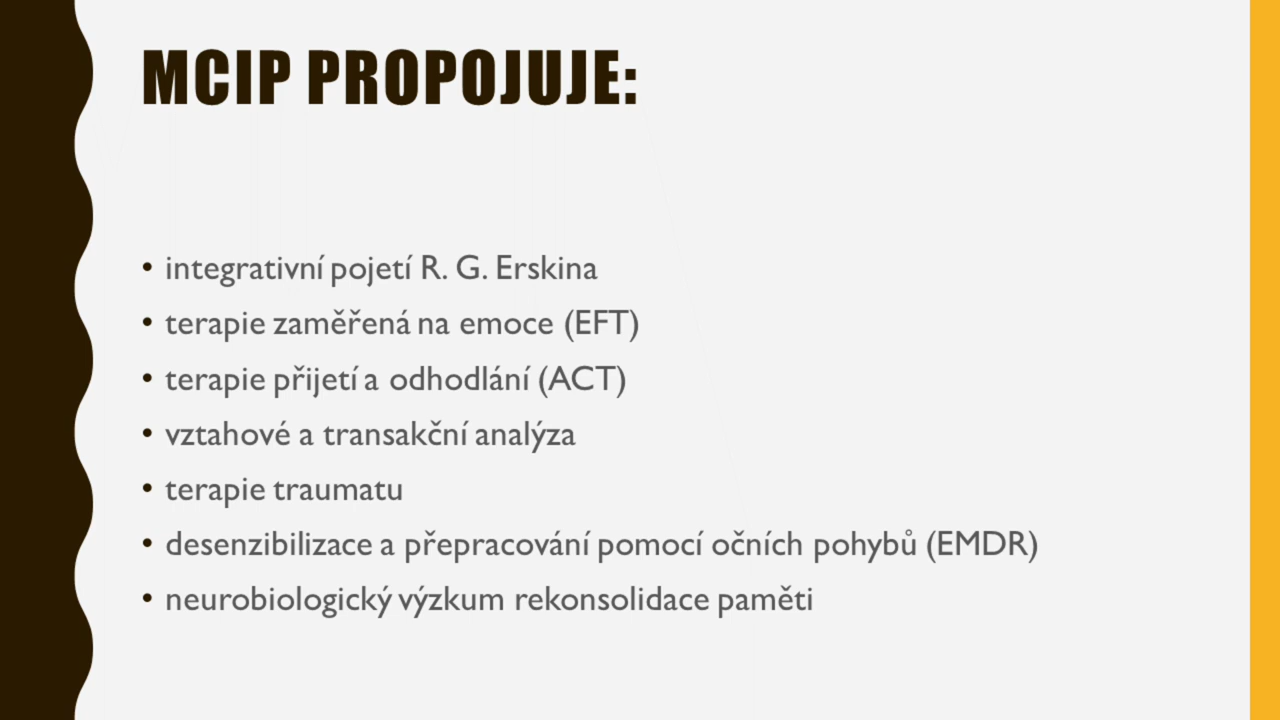 MCIP PROPOJUJE:
• integrativní pojetí R. G. Erskina
• terapie zaměřená na emoce (EFT)
• terapie přijetí a odhodlání (ACT)
• vztahové a transakční analýza
• terapie traumatu
• desenzibilizace a přepracování pomocí očních pohybů (EMDR)
• neurobiologický výzkum rekonsolidace paměti